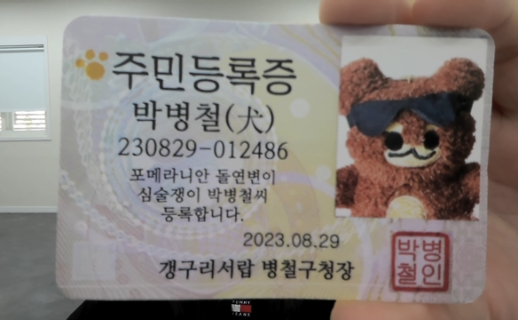 주민등록증
박병철(犬)
230829-012486
포메라니안 돌연변이
심술쟁이 박병철씨
등록합니다.
2023.08.29
갱구리서랍 병철구청장
박병
철인
TOMMY
JEANS